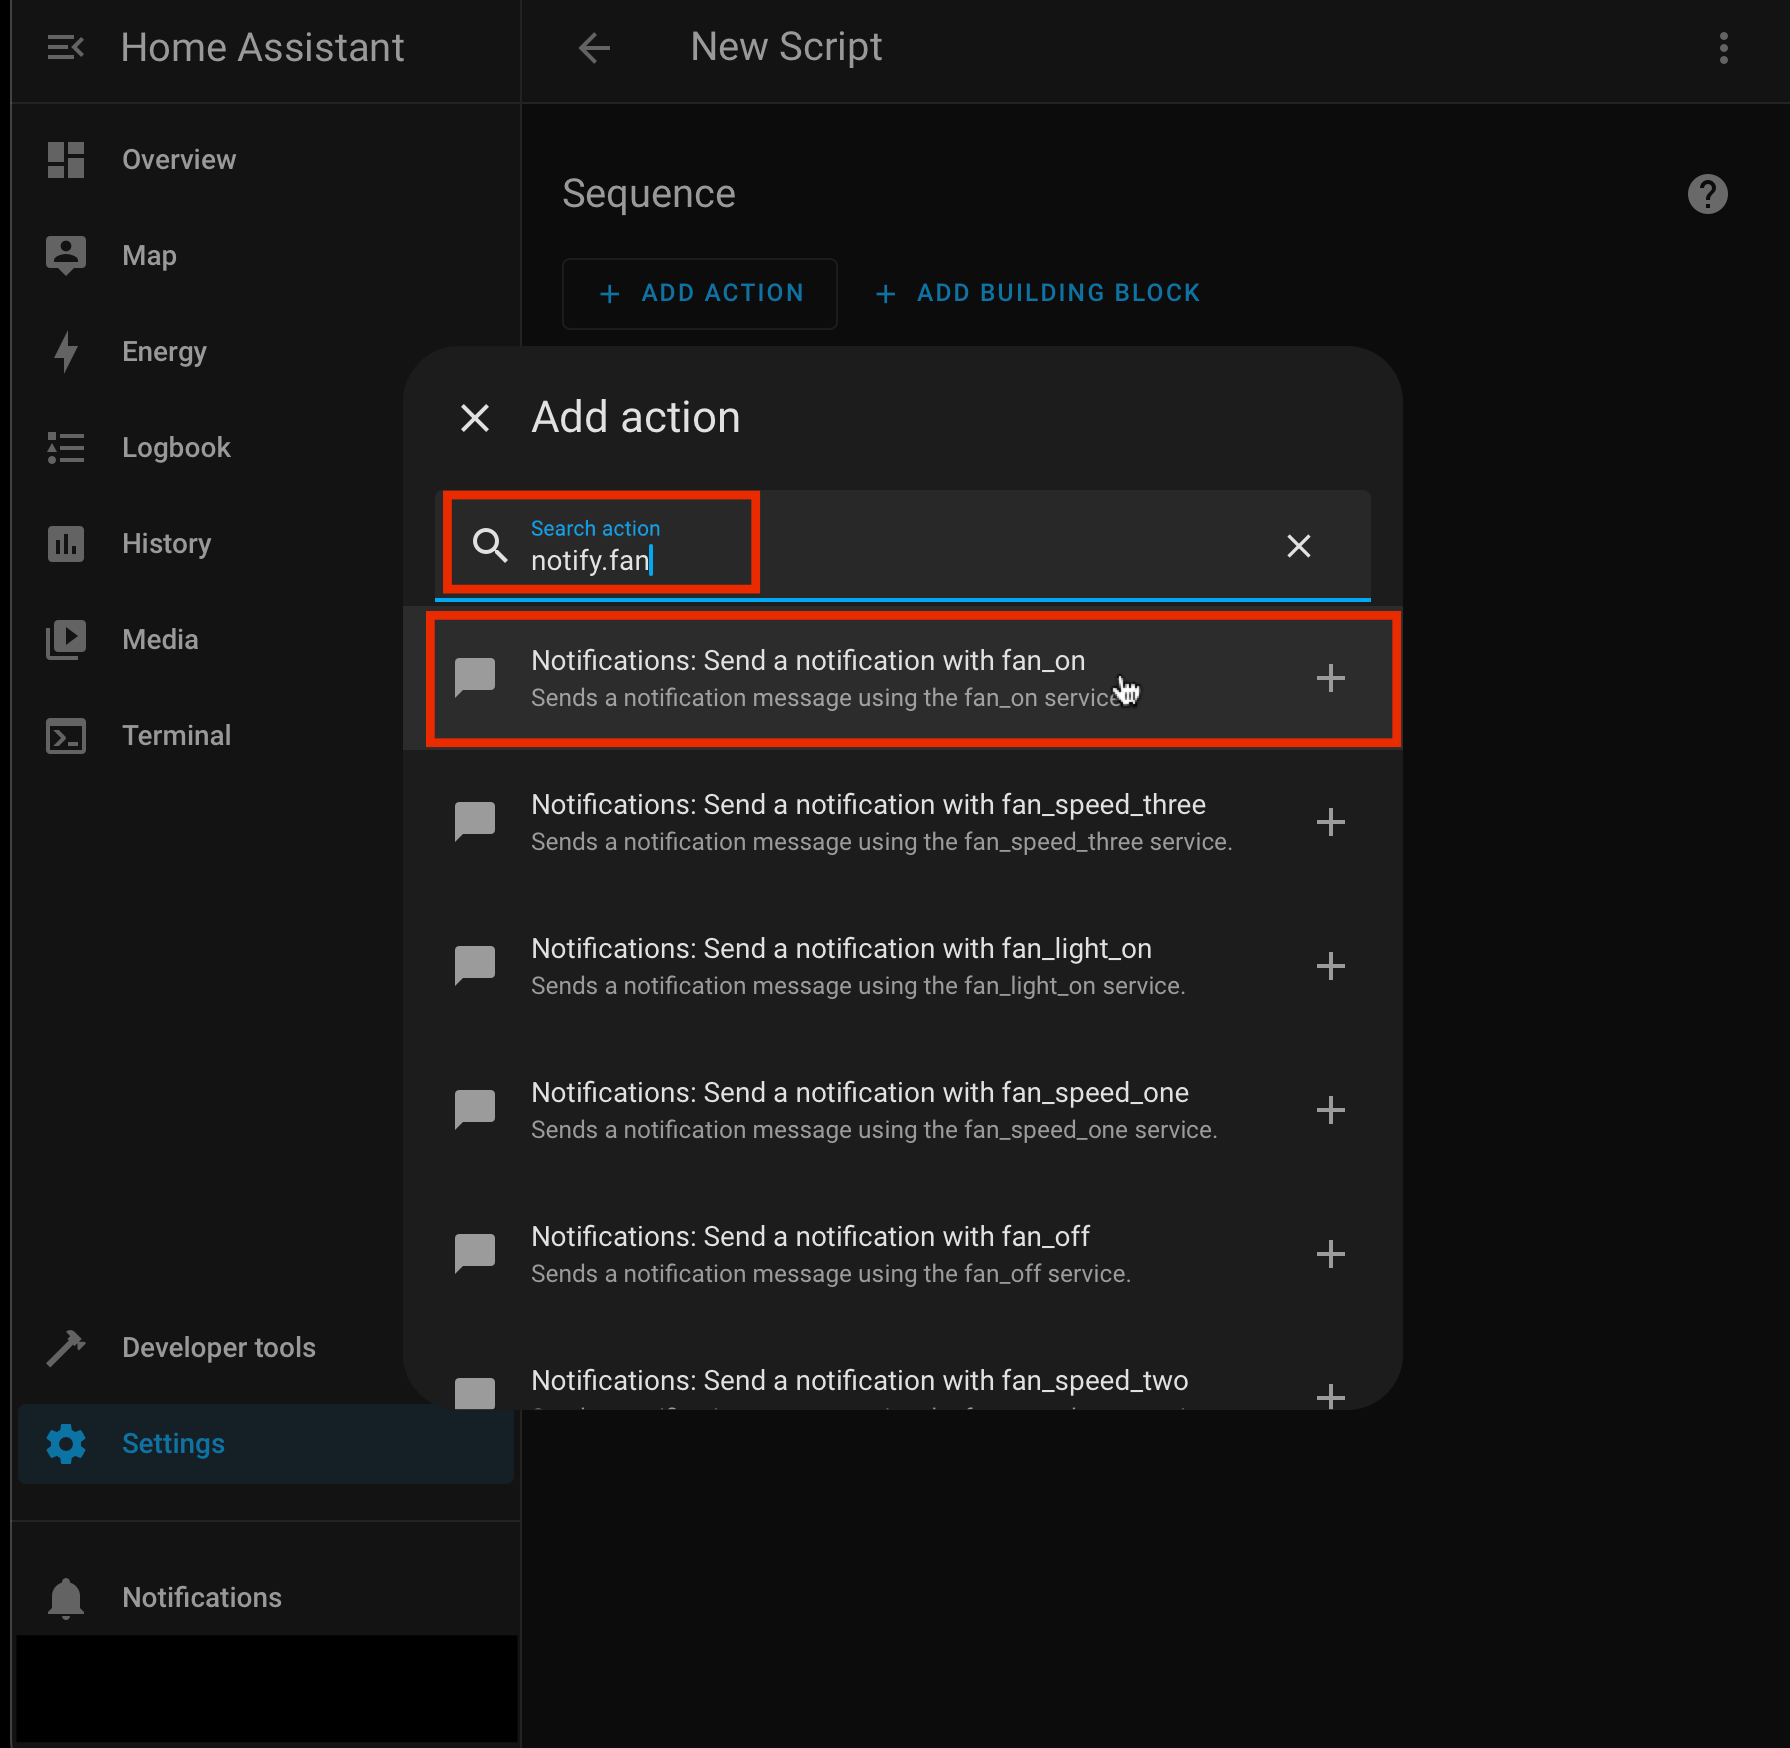 Home Assistant
New Script
Overview
Map
Energy
Logbook
History
Media
Terminal
Developer tools
Settings
Notifications
Sequence
ADD ACTION
ADD BUILDING BLOCK
Add action
Search action
notify.fan
Notifications: Send a notification with fan_on
Sends a notification message using the fan_on service
Notifications: Send a notification with fan_speed_three
Sends a notification message using the fan_speed_three service.
Notifications: Send a notification with fan_light_on
Sends a notification message using the fan_light_on service.
Notifications: Send a notification with fan_speed_one
Sends a notification message using the fan_speed_one service.
Notifications: Send a notification with fan_off
Sends a notification message using the fan_off service.
Notifications: Send a notification with fan_speed_two